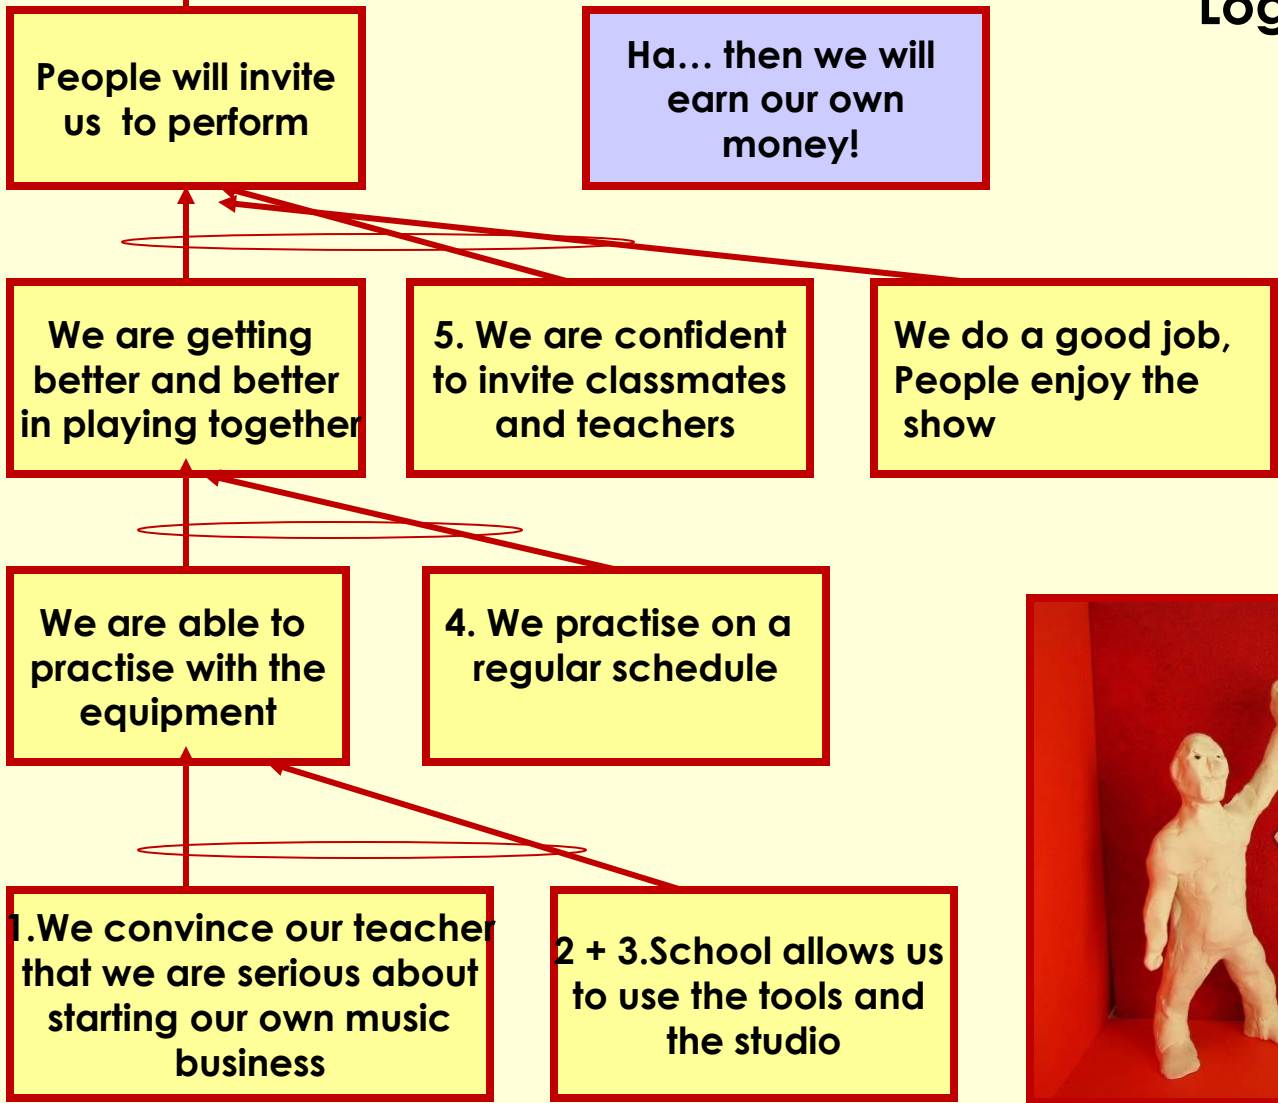 Log
People will invite
us to perform
Ha... then we will
earn our own
money!
We are getting
better and better
in playing together
5. We are confident
to invite classmates
and teachers
We do a good job,
People enjoy the
show
We are able to
practise with the
equipment
4. We practise on a
regular schedule
1.We convince our teacher
that we are serious about
starting our own music
business
2 + 3.School allows us
to use the tools and
the studio